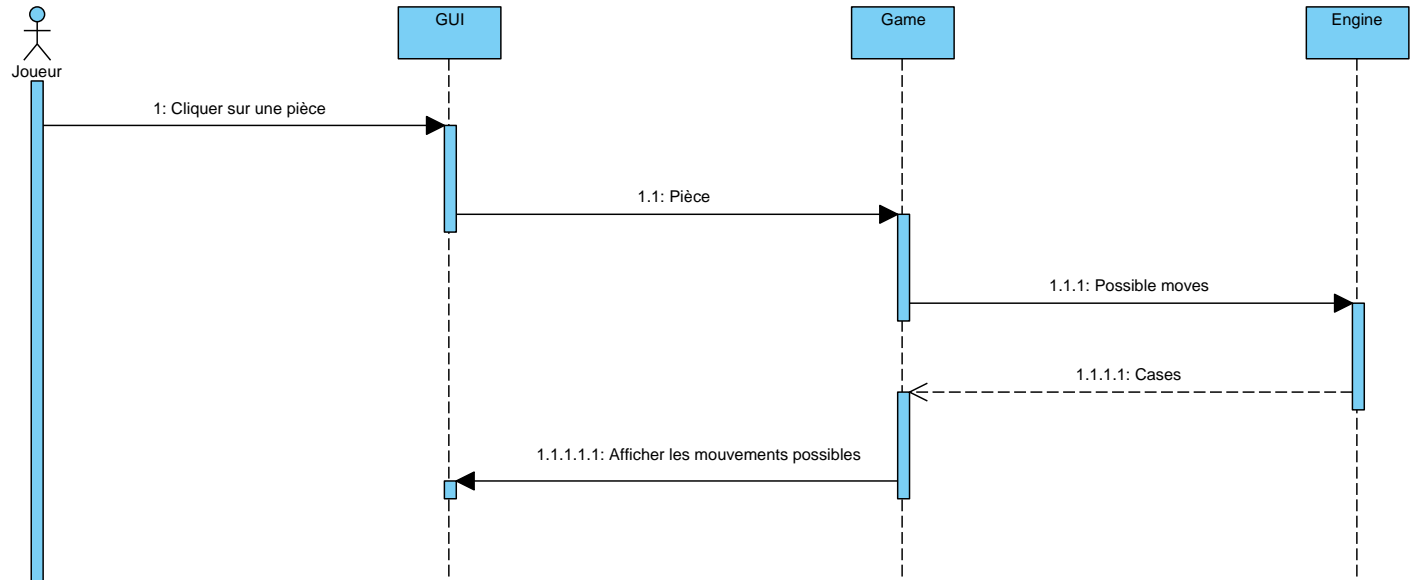 GUI
Game
Engine
Joueur
1: Cliquer sur une pièce
1.1: Pièce
1.1.1: Possible moves
1.1.1.1: Cases
1.1.1.1.1: Afficher les mouvements possibles